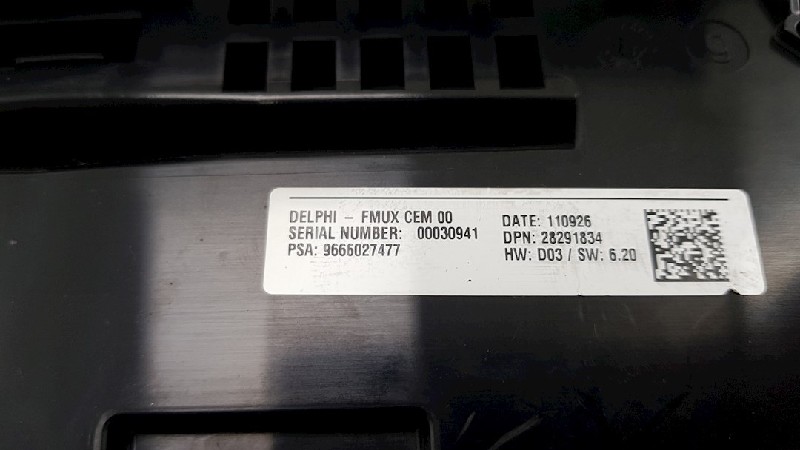 DELPHI - FMUX CEM 00
SERIAL NUMBER: 00030941
PSA: 9666027477
DATE: 110926
DPN: 28291834
HW: D03 / SW: 6.20